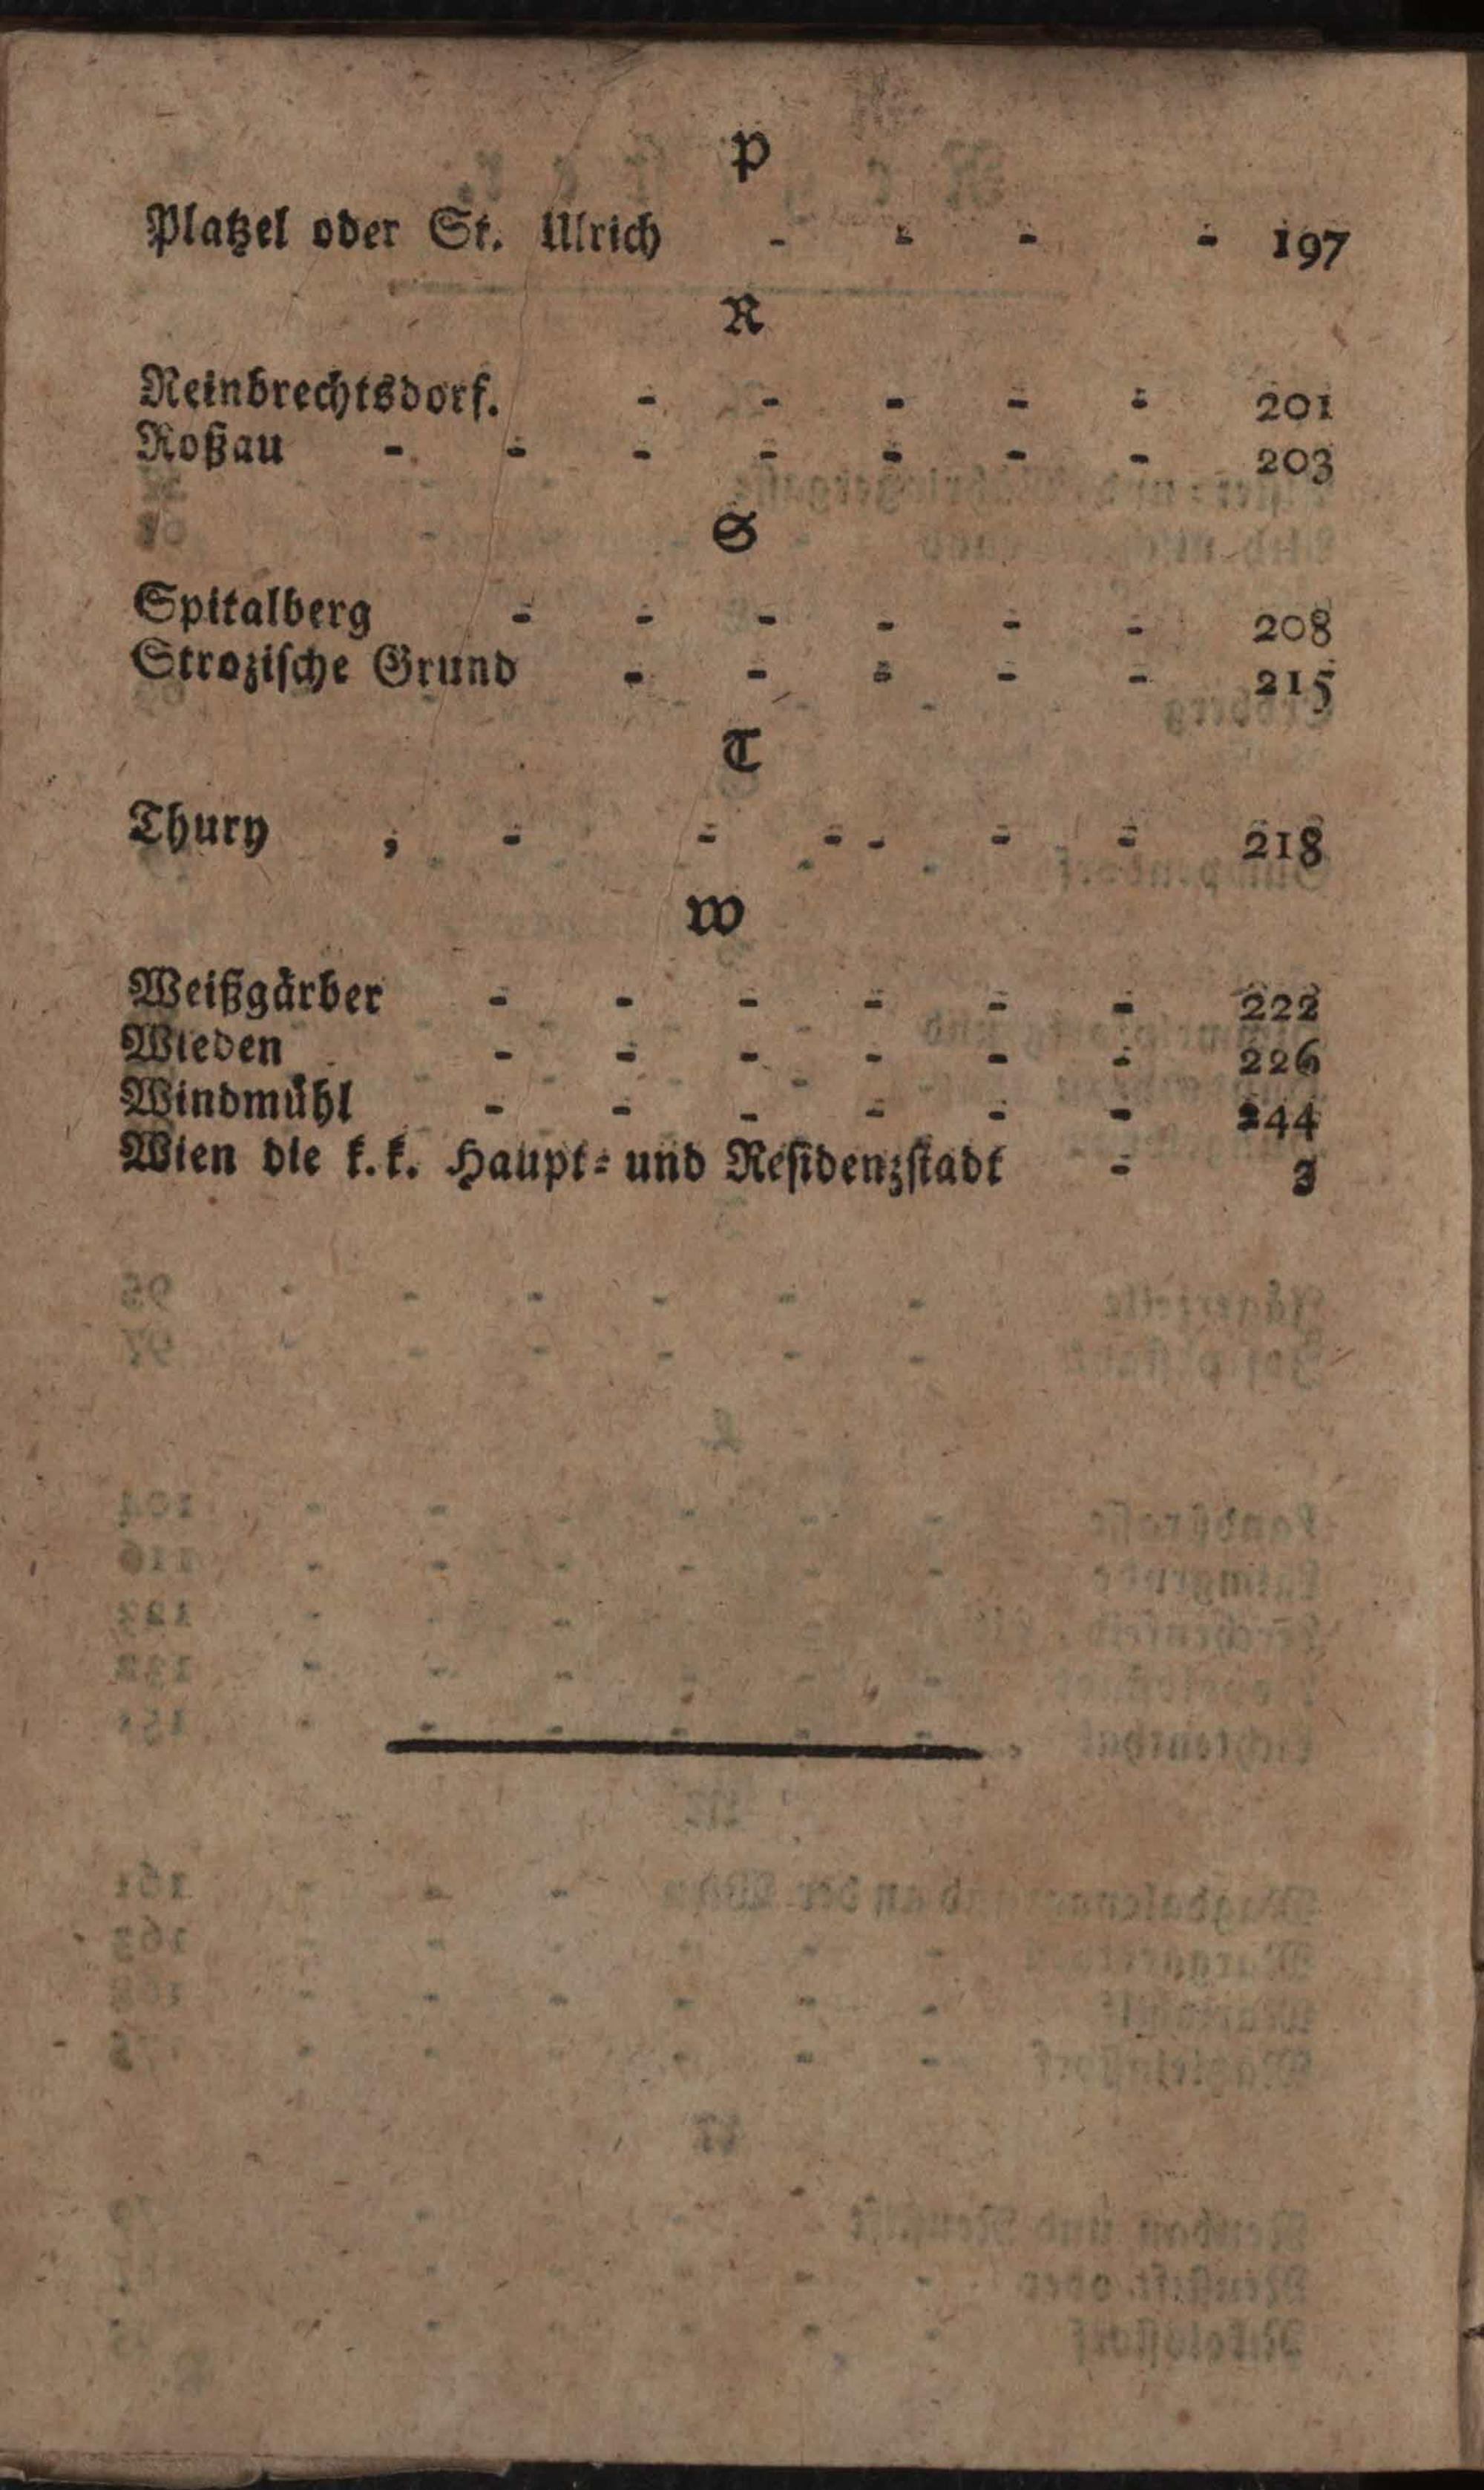 P
Platzel oder St. Ulrich - - - - 197
R
Reinbrechtsdorf. - - - - - 201
Roßau - - - - - - - 203
S
Spitalberg - - - - - - 208
Strozische Grund - - - - - 215
T
Thury , - - - - - - 218
W
Weißgärber - - - - - - 222
Wieden - - - - - - 226
Windmühl - - - - - - 244
Wien die k.k. Haupt- und Residenzstadt - 3